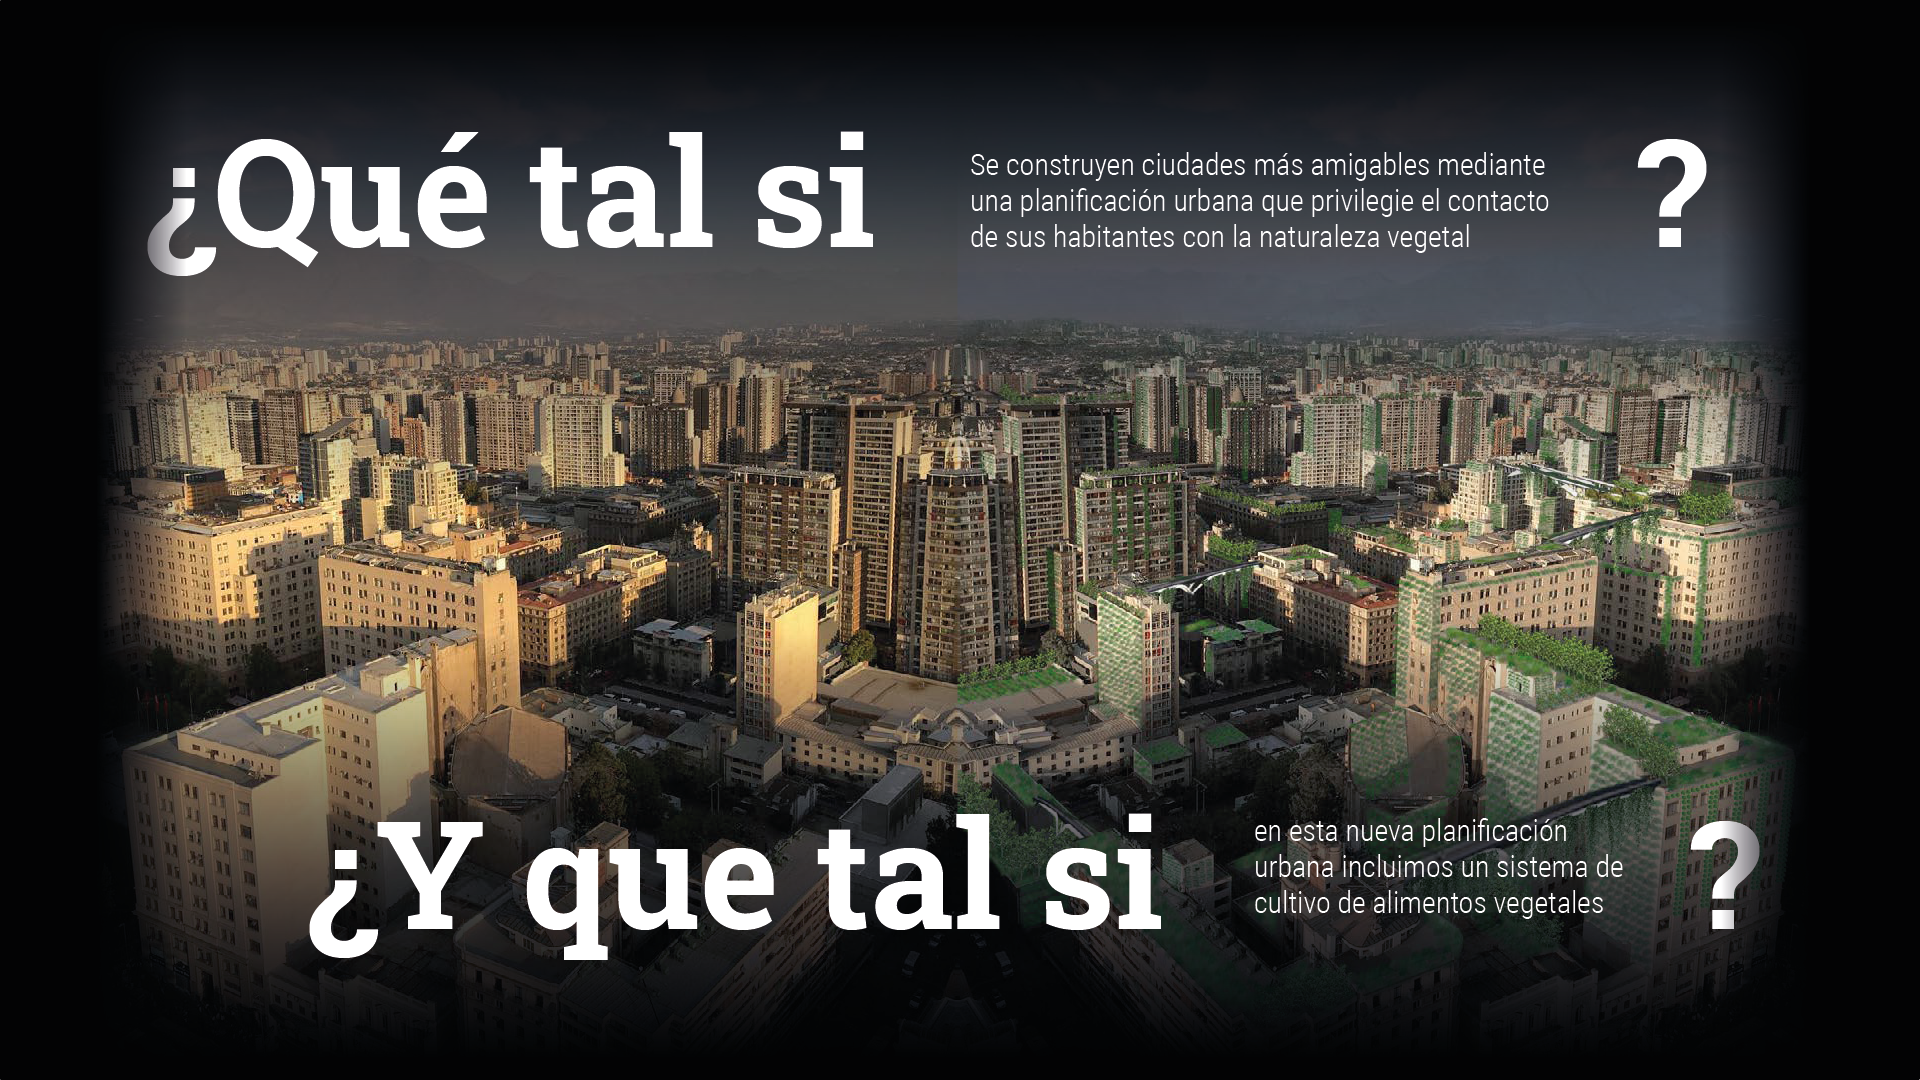 ¿Qué tal si
Se construyen ciudades más amigables mediante
una planificación urbana que privilegie el contacto
de sus habitantes con la naturaleza vegetal
?
¿Y que tal si
en esta nueva planificación
urbana incluimos un sistema de
cultivo de alimentos vegetales
?